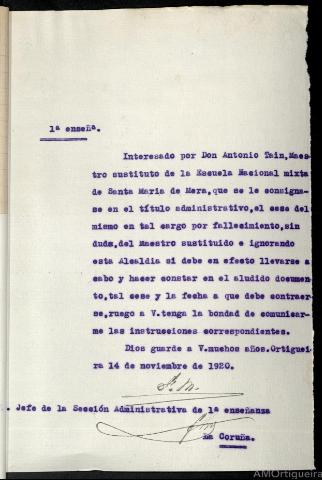 1ª enseñª.
Interesado por Don Antonio Tain, Maes
tro sustituto de la Escuela Nacional mixta
de Santa Maria de Mera, que se le consigna-
se en el título administrativo, el cese del
mismo en tal cargo por fallecimiento, sin
duda, del Maestro sustituido e ignorando
esta Alcaldia si debe en efecto llevarse a
cabo y hacer constar en el aludido documen-
to, tal cese y la fecha a que debe contraer-
se, ruego a V. tenga la bondad de comunicar-
me las instrucciones correspondientes.
Dios guarde a V. muchos años. Ortiguei
ra 14 de noviembre de 1920.
. Jefe de la Sección Administrativa de 1ª enseñanza
La Coruña.
AMOrtigueira